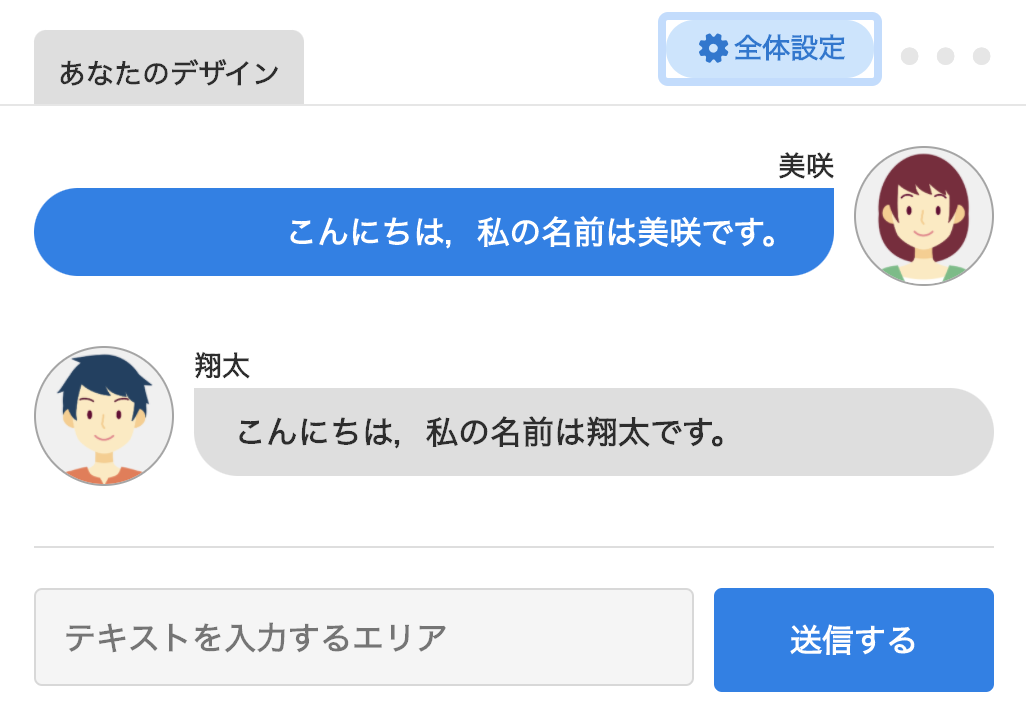 あなたのデザイン
全体設定
美咲
こんにちは，私の名前は美咲です。
翔太
こんにちは，私の名前は翔太です。
テキストを入力するエリア
送信する